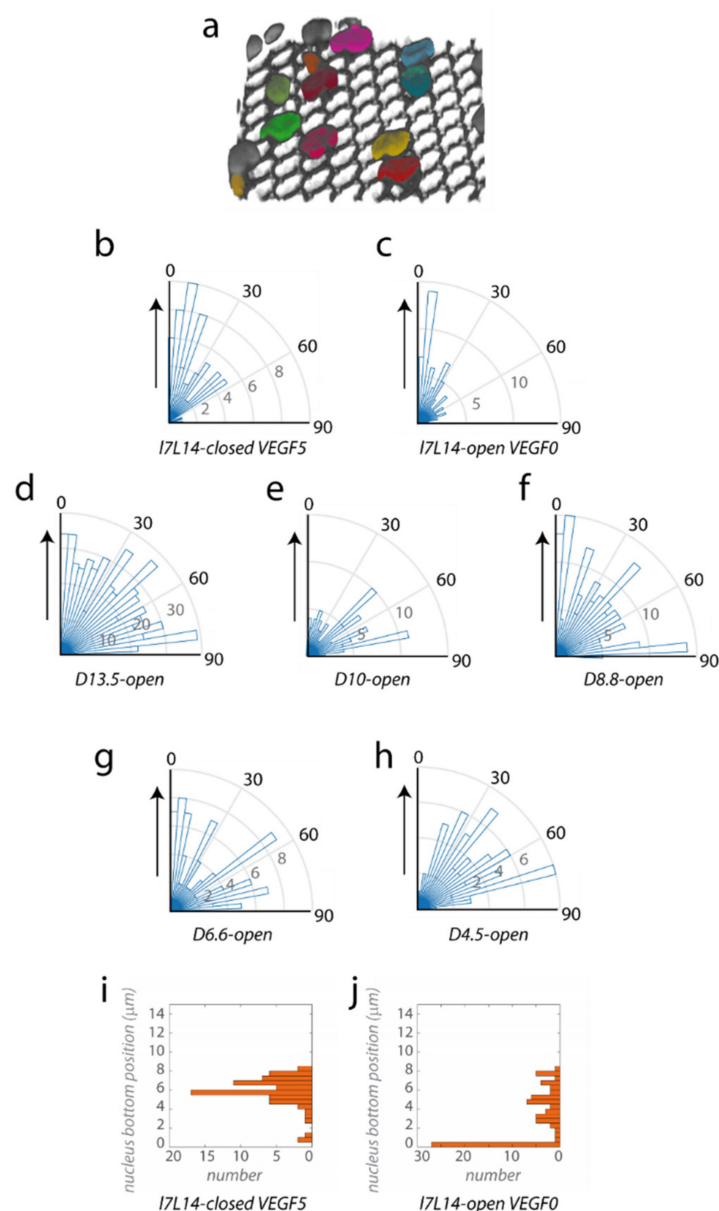 a
b
c
0
30
60
90
2
4
6
8
l7L14-closed VEGF5
0
30
60
90
5
10
l7L14-open VEGF0
d
e
f
0
30
60
90
10
20
30
D13.5-open
0
30
60
90
5
10
D10-open
0
30
60
90
5
10
D8.8-open
g
h
0
30
60
90
2
4
6
8
D6.6-open
0
30
60
90
2
4
6
D4.5-open
i
nucleus bottom position (μm)
14
12
10
8
6
4
2
0
20 15 10 5 0
number
l7L14-closed VEGF5
j
nucleus bottom position (μm)
14
12
10
8
6
4
2
0
30 20 10 0
number
l7L14-open VEGF0